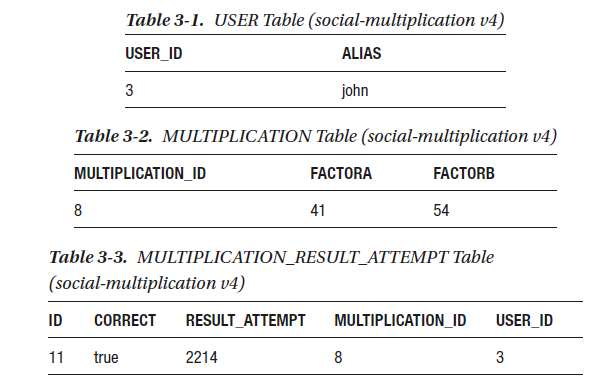 Table 3-1. USER Table (social-multiplication v4)
USER_ID ALIAS
3 john
Table 3-2. MULTIPLICATION Table (social-multiplication v4)
MULTIPLICATION_ID FACTORA FACTORB
8 41 54
Table 3-3. MULTIPLICATION_RESULT_ATTEMPT Table
(social-multiplication v4)
ID CORRECT RESULT_ATTEMPT MULTIPLICATION_ID USER_ID
11 true 2214 8 3